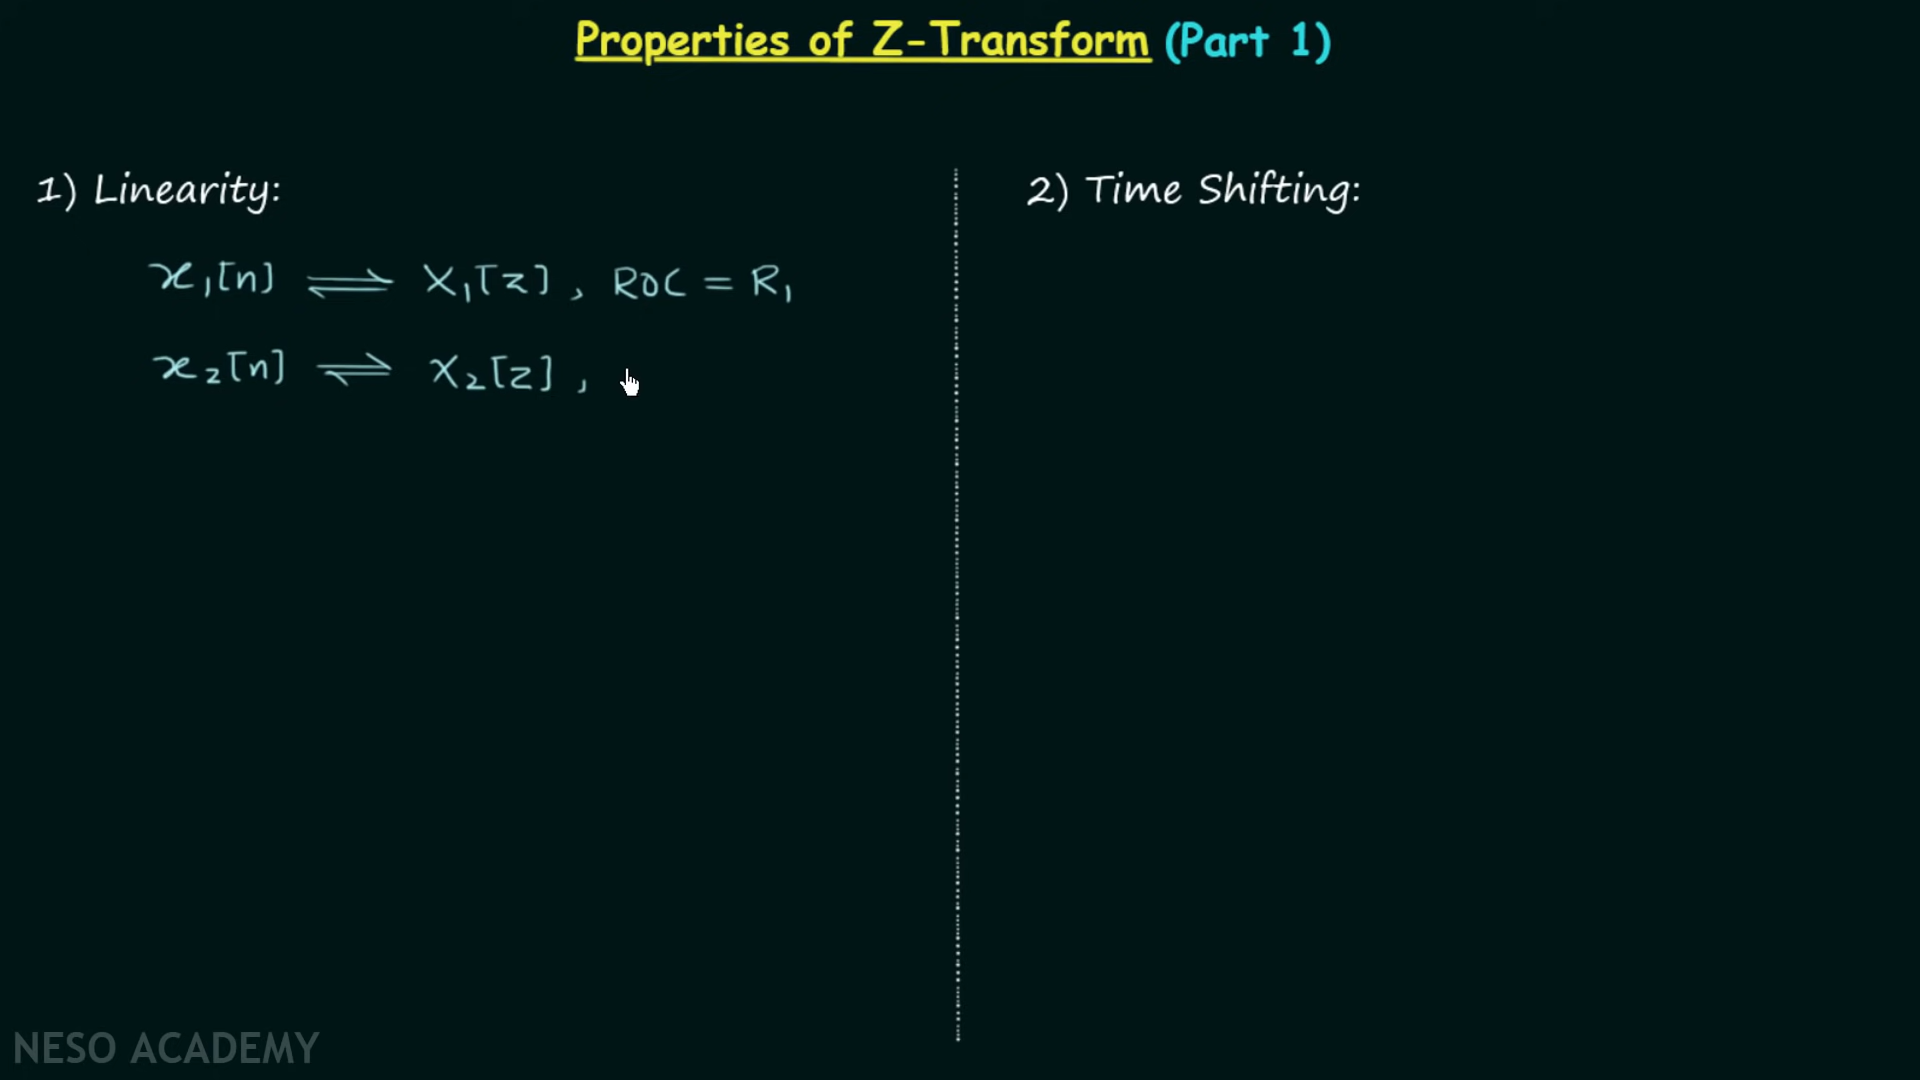 Properties of Z-Transform (Part 1)
1) Linearity:
x₁[n] ⇌ X₁[z], ROC = R₁
x₂[n] ⇌ X₂[z],
2) Time Shifting:
NESO ACADEMY